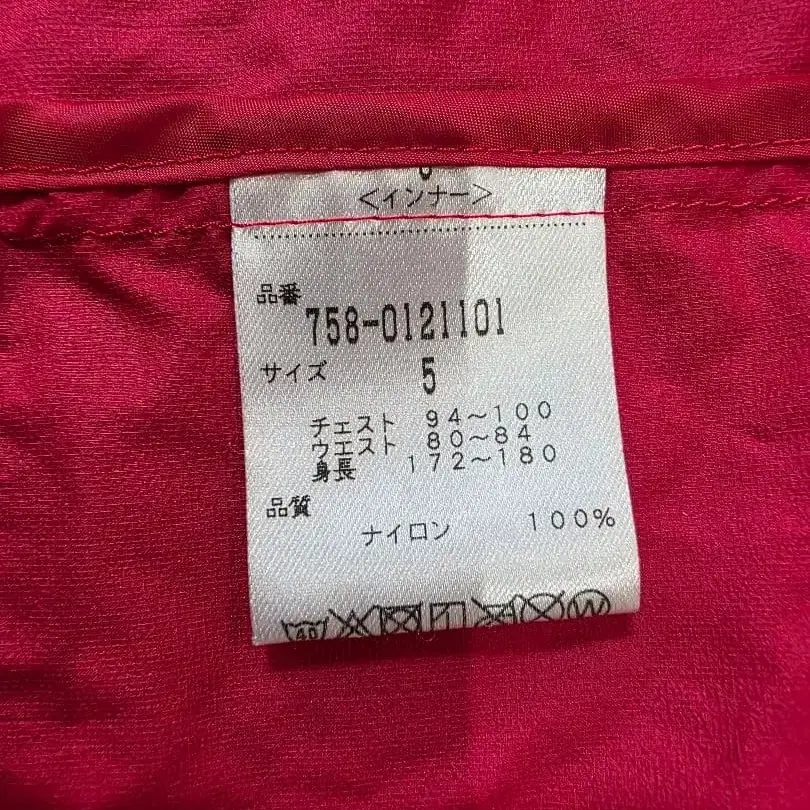 <インナー>
品番
758-0121101
サイズ 5
チェスト 94～100
ウエスト 80～84
身長 172～180
品質
ナイロン 100%
40
W